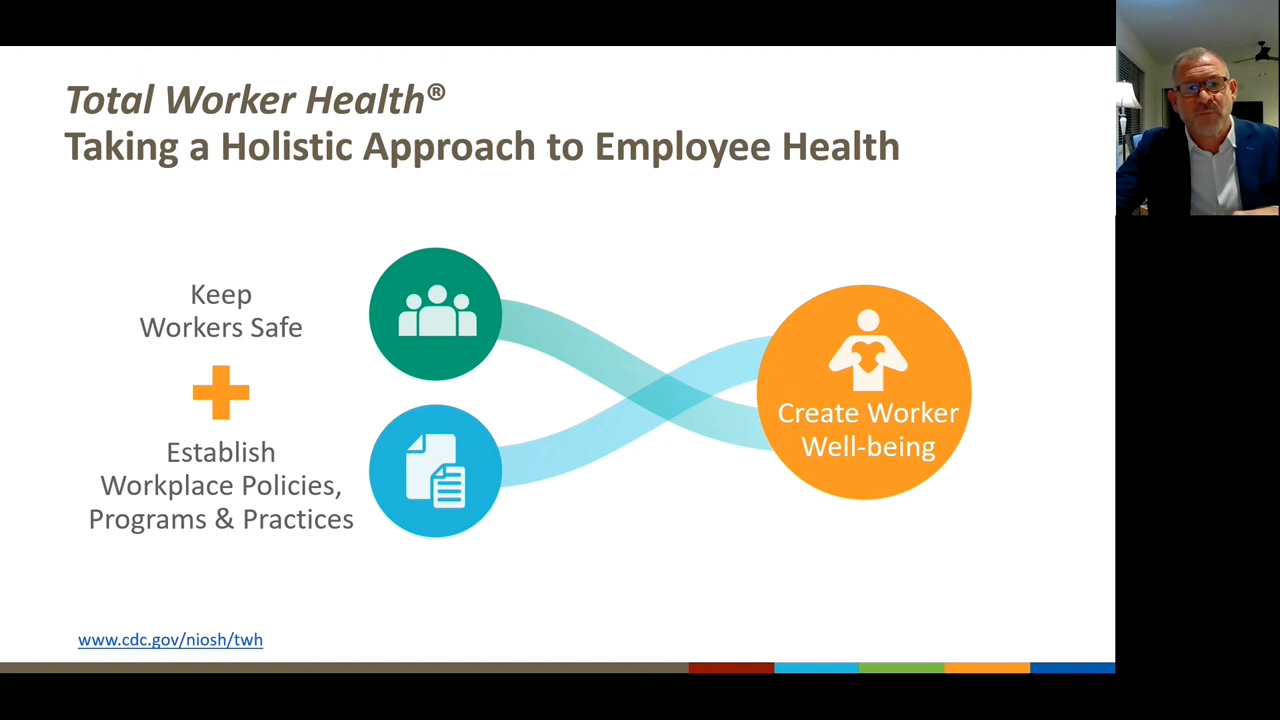 Total Worker Health®
Taking a Holistic Approach to Employee Health
Keep
Workers Safe
Establish
Workplace Policies,
Programs & Practices
Create Worker
Well-being
www.cdc.gov/niosh/twh